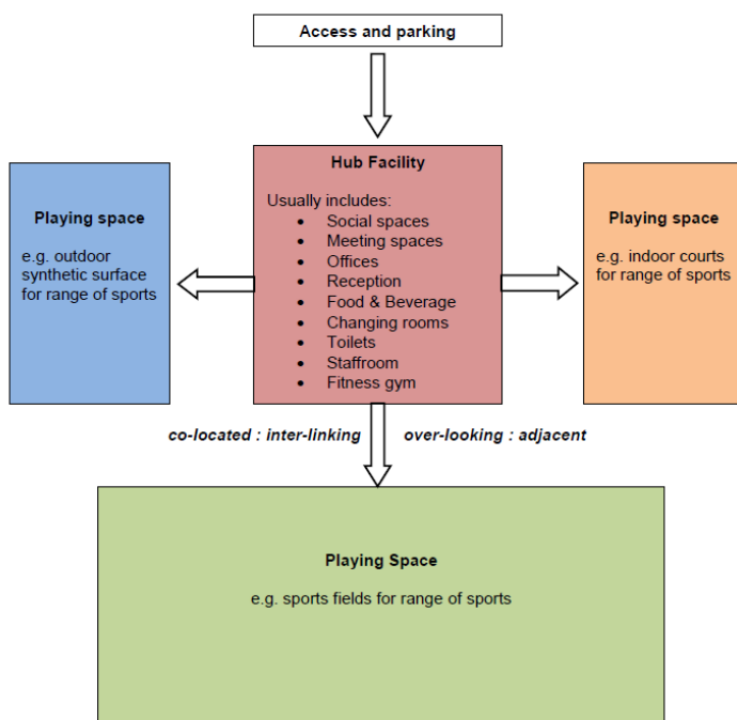 Access and parking
Hub Facility
Usually includes:
• Social spaces
• Meeting spaces
• Offices
• Reception
• Food & Beverage
• Changing rooms
• Toilets
• Staffroom
• Fitness gym
Playing space
e.g. outdoor
synthetic surface
for range of sports
Playing space
e.g. indoor courts
for range of sports
co-located : inter-linking
over-looking : adjacent
Playing Space
e.g. sports fields for range of sports